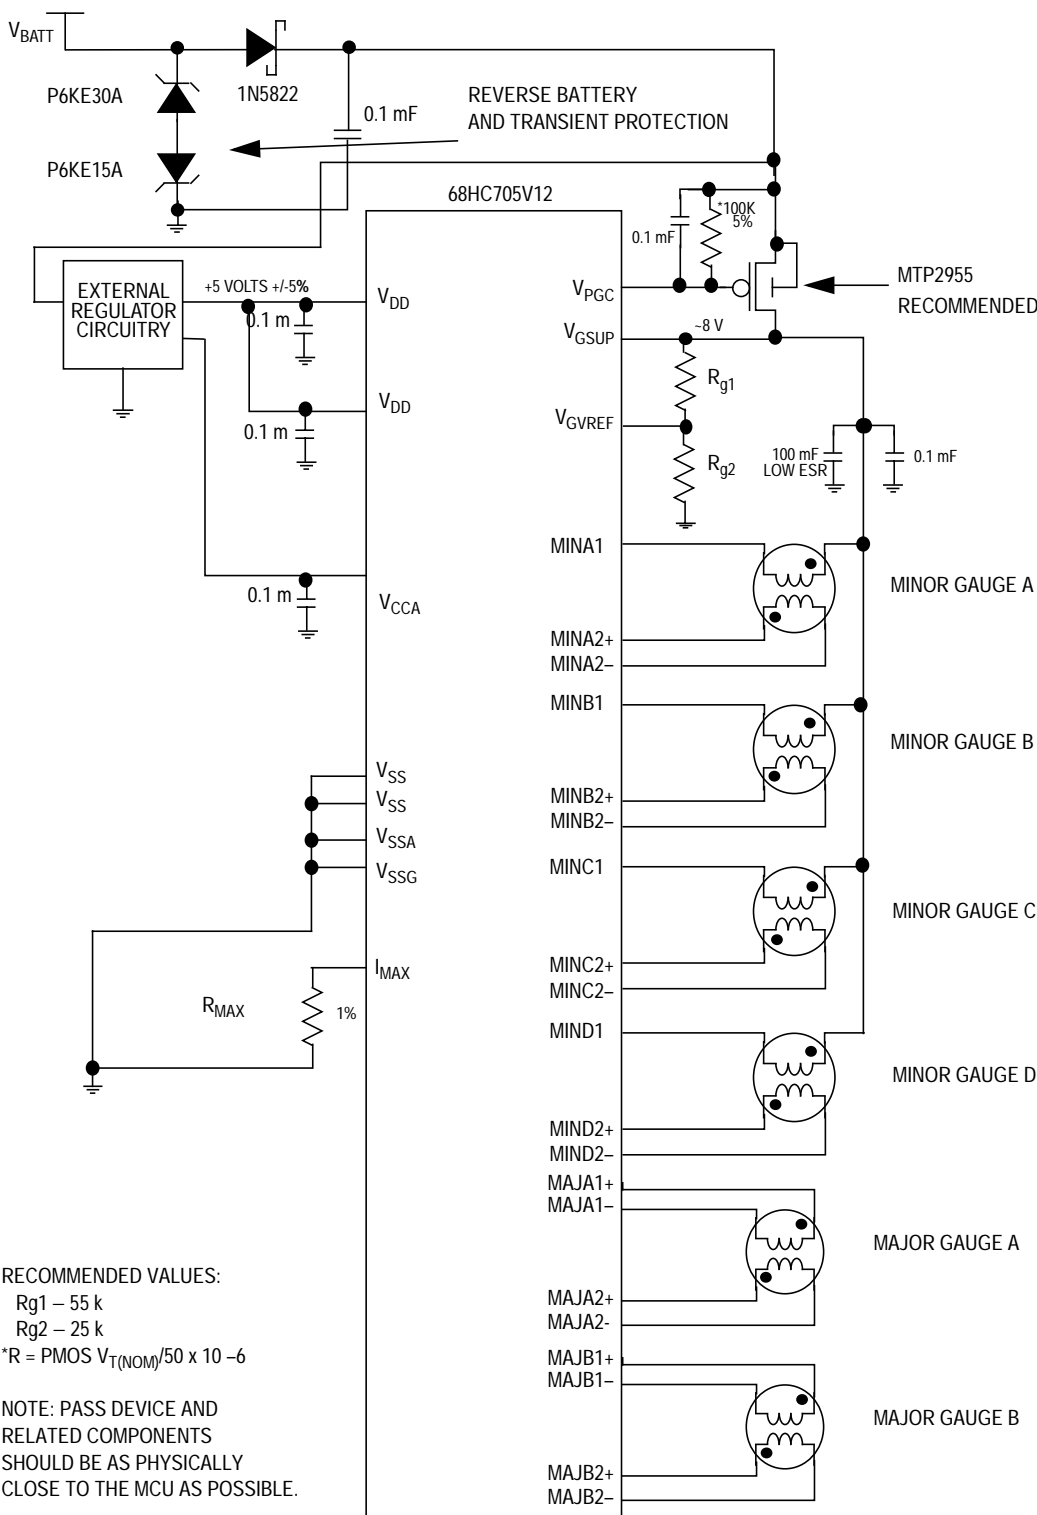 VBATT
P6KE30A
1N5822
0.1 mF
REVERSE BATTERY
AND TRANSIENT PROTECTION
P6KE15A
68HC705V12
*100K
5%
0.1 mF
EXTERNAL
REGULATOR
CIRCUITRY
+5 VOLTS +/-5%
0.1 m
VDD
VPGC
MTP2955
RECOMMENDED
VGSUP
~8 V
Rg1
VDD
0.1 m
VGVREF
Rg2
100 mF
LOW ESR
0.1 mF
MINA1
MINOR GAUGE A
0.1 m
VCCA
MINA2+
MINA2–
MINB1
MINOR GAUGE B
VSS
VSS
MINB2+
MINB2–
VSSA
VSSG
MINC1
MINOR GAUGE C
IMAX
MINC2+
MINC2–
RMAX
1%
MIND1
MINOR GAUGE D
MIND2+
MIND2–
MAJA1+
MAJA1–
MAJOR GAUGE A
MAJA2+
MAJA2-
RECOMMENDED VALUES:
Rg1 – 55 k
Rg2 – 25 k
*R = PMOS VT(NOM)/50 x 10 –6
MAJB1+
MAJB1–
MAJOR GAUGE B
MAJB2+
MAJB2–
NOTE: PASS DEVICE AND
RELATED COMPONENTS
SHOULD BE AS PHYSICALLY
CLOSE TO THE MCU AS POSSIBLE.